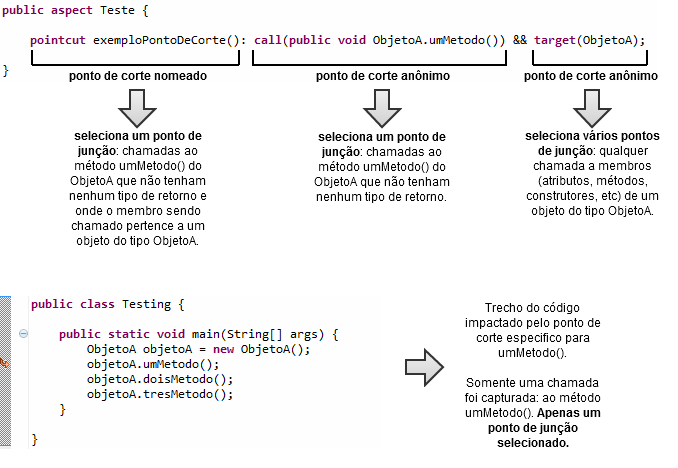 public aspect Teste {
pointcut exemploPontoDeCorte(): call(public void ObjetoA.umMetodo()) && target(ObjetoA);
}
ponto de corte nomeado
ponto de corte anônimo
ponto de corte anônimo
seleciona um ponto de
junção: chamadas ao
método umMetodo() do
ObjetoA que não tenham
nenhum tipo de retorno e
onde o membro sendo
chamado pertence a um
objeto do tipo ObjetoA.
seleciona um ponto de
junção: chamadas ao
método umMetodo() do
ObjetoA que não tenham
nenhum tipo de retorno.
seleciona vários pontos
de junção: qualquer
chamada a membros
(atributos, métodos,
construtores, etc) de um
objeto do tipo ObjetoA.
public class Testing {
public static void main(String[] args) {
ObjetoA objetoA = new ObjetoA();
objetoA.umMetodo();
objetoA.doisMetodo();
objetoA.tresMetodo();
}
}
Trecho do código
impactado pelo ponto de
corte especifico para
umMetodo().
Somente uma chamada
foi capturada: ao método
umMetodo(). Apenas um
ponto de junção
selecionado.